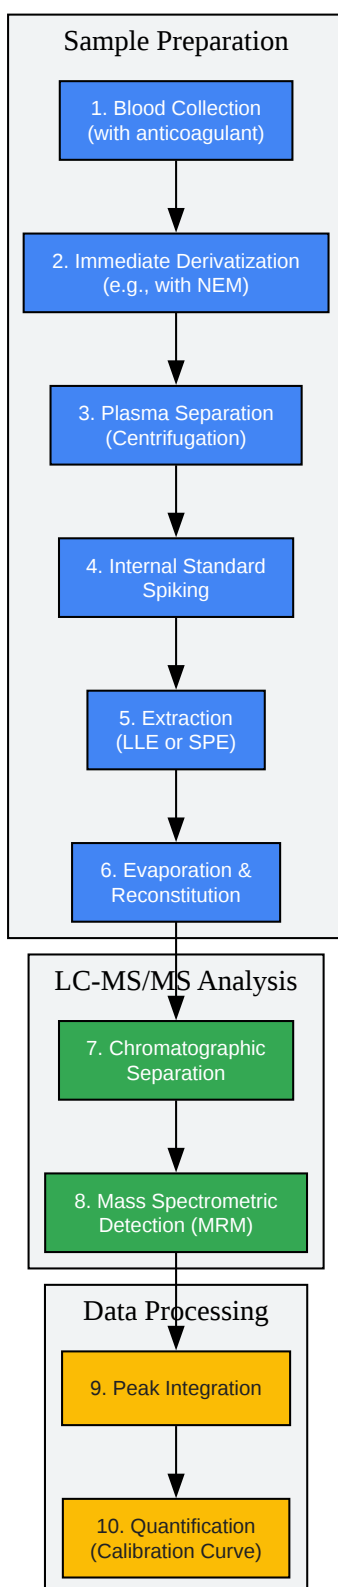 Sample Preparation
1. Blood Collection
(with anticoagulant)
2. Immediate Derivatization
(e.g., with NEM)
3. Plasma Separation
(Centrifugation)
4. Internal Standard
Spiking
5. Extraction
(LLE or SPE)
6. Evaporation &
Reconstitution
LC-MS/MS Analysis
7. Chromatographic
Separation
8. Mass Spectrometric
Detection (MRM)
Data Processing
9. Peak Integration
10. Quantification
(Calibration Curve)